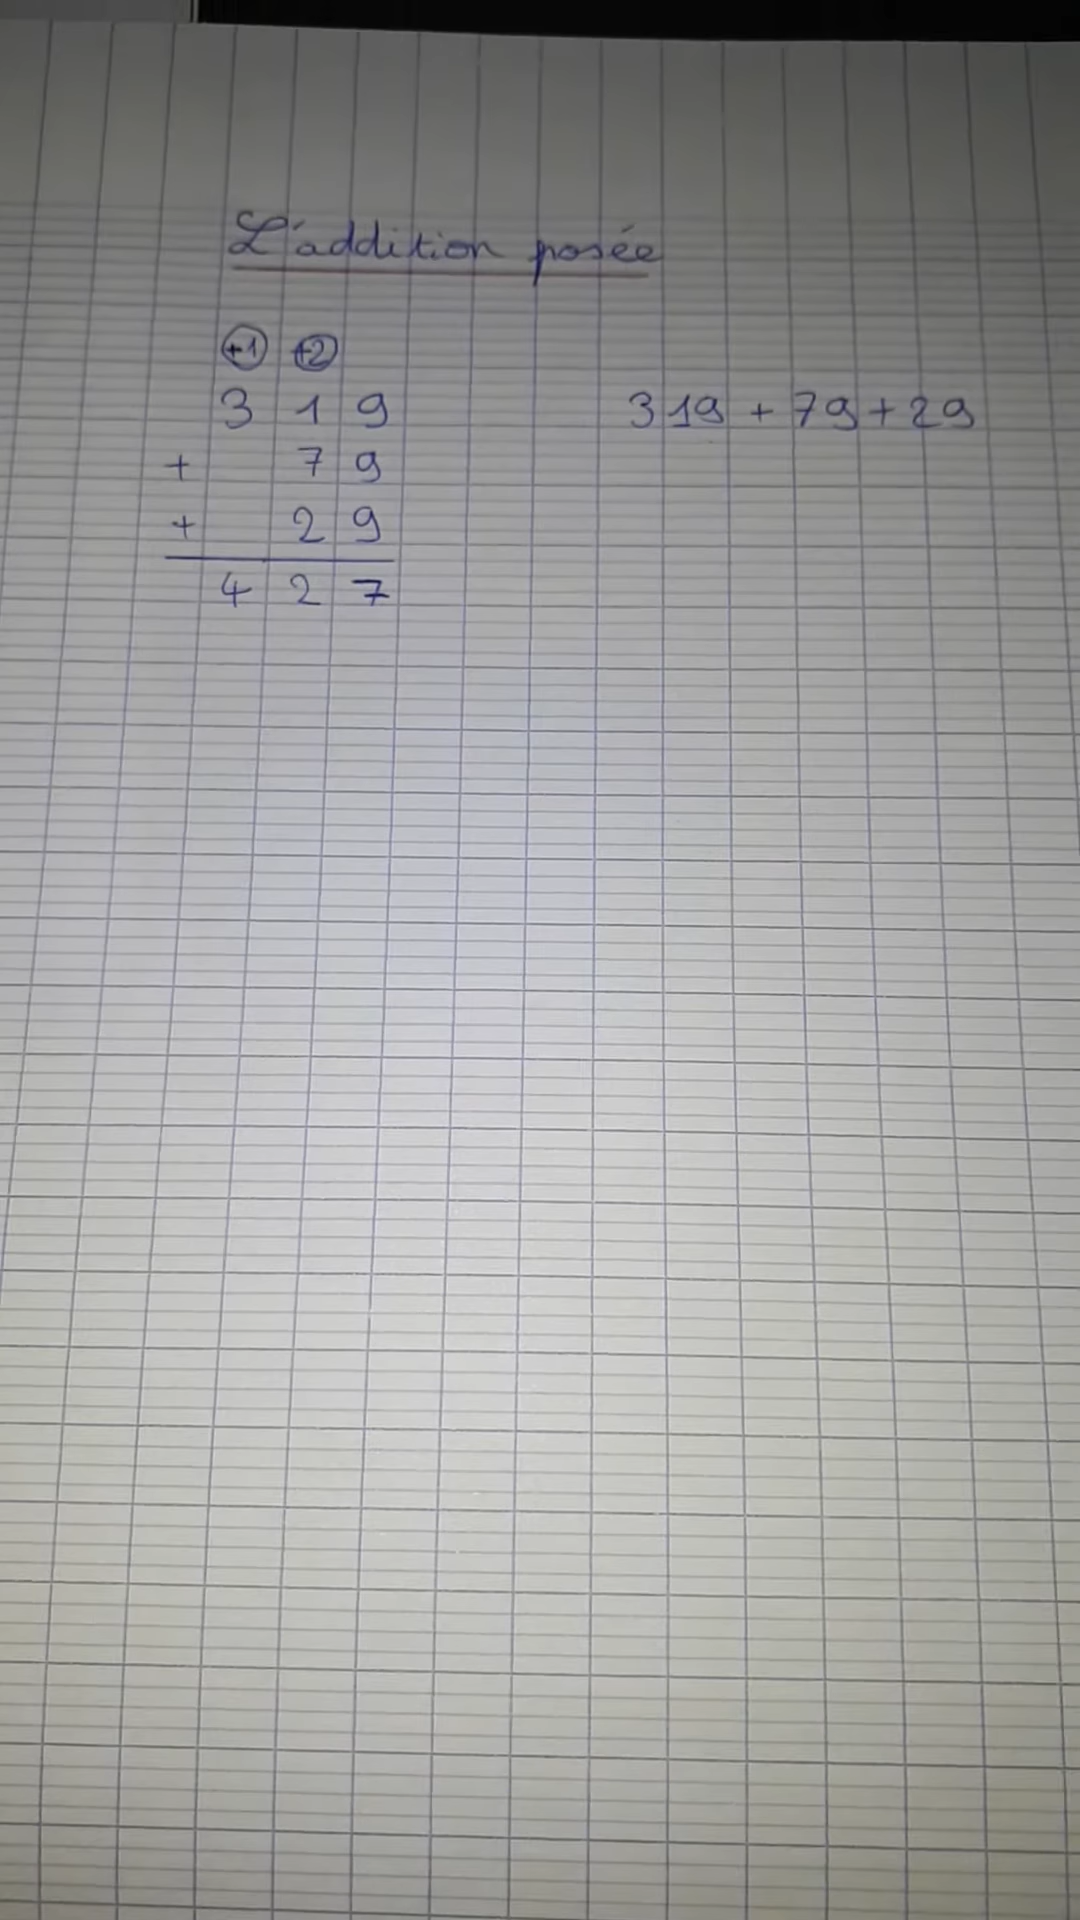 L'addition posée
+1 +2
3 1 9
+ 7 9
+ 2 9
4 2 7
319 + 79 + 29